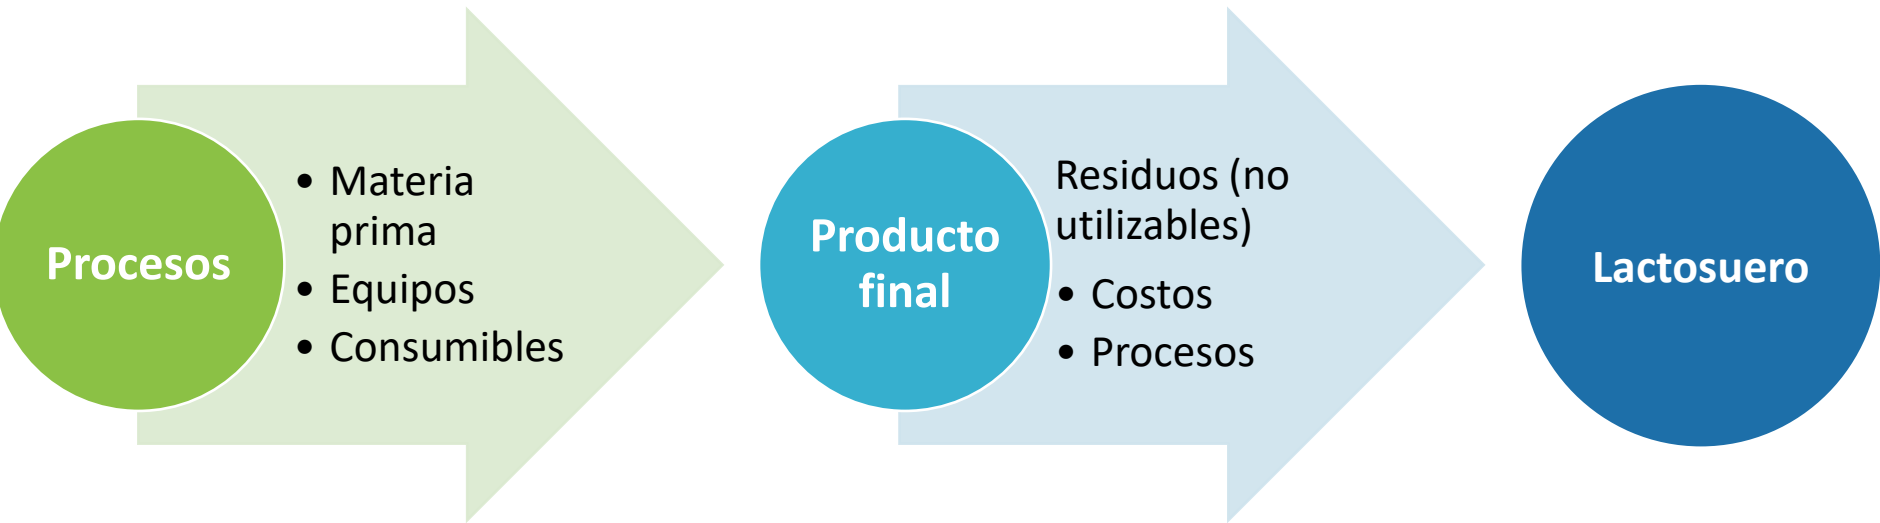 Procesos
• Materia
prima
• Equipos
• Consumibles
Producto
final
Residuos (no
utilizables)
• Costos
• Procesos
Lactosuero